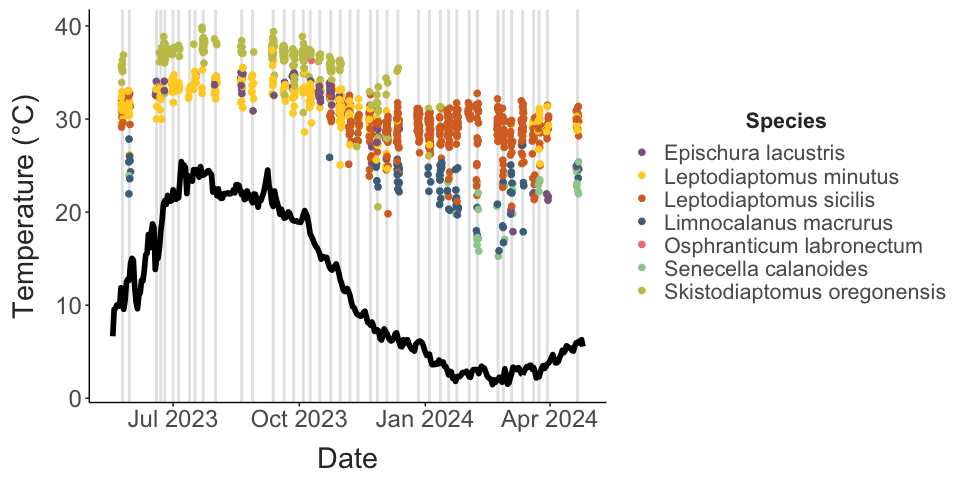 40
30
20
10
0
Temperature (°C)
Jul 2023
Oct 2023
Jan 2024
Apr 2024
Date
Species
Epischura lacustris
Leptodiaptomus minutus
Leptodiaptomus sicilis
Limnocalanus macrurus
Osphranticum labronectum
Senecella calanoides
Skistodiaptomus oregonensis